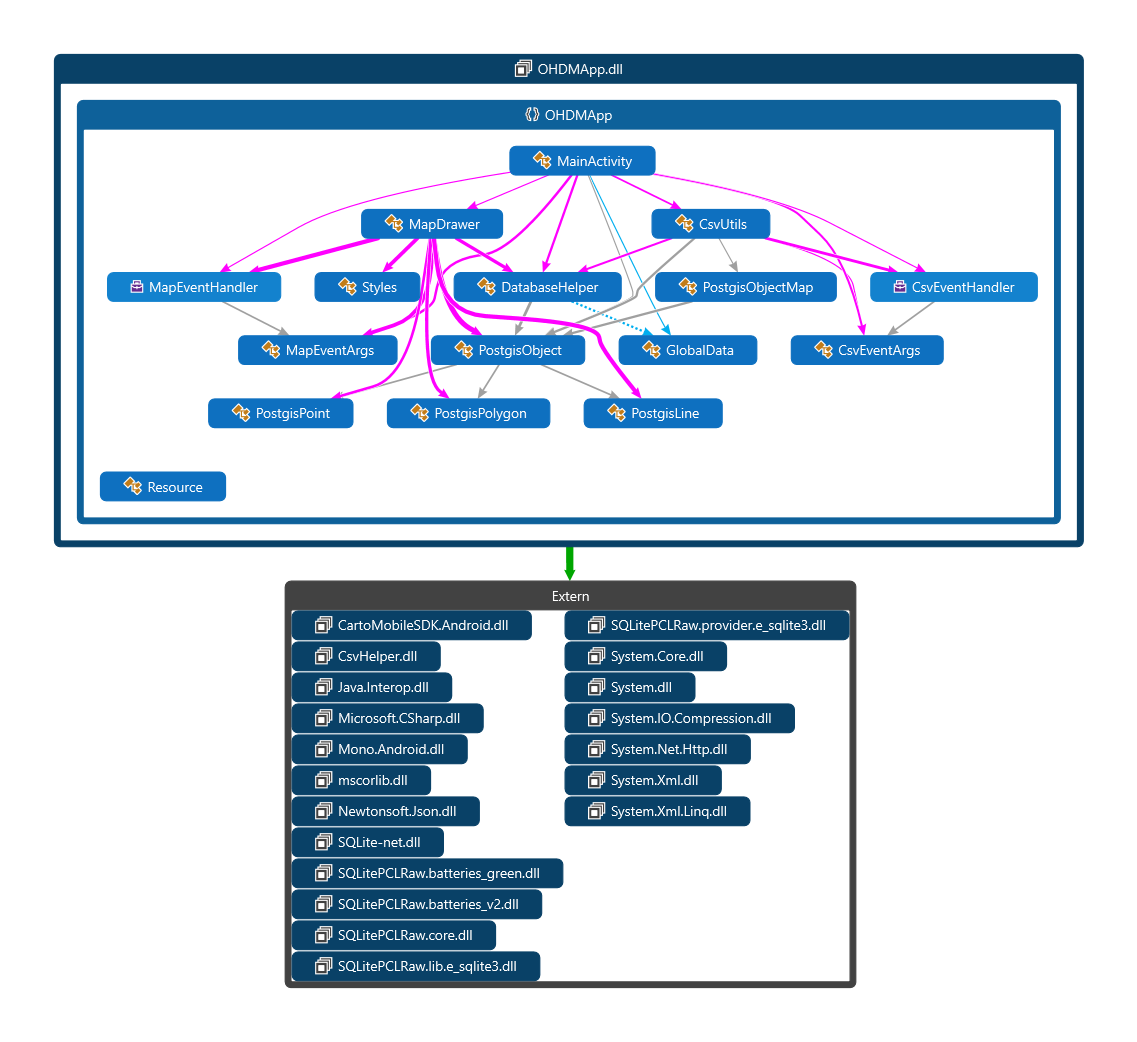 OHDMApp.dll
OHDMApp
MainActivity
MapDrawer
CsvUtils
MapEventHandler
Styles
DatabaseHelper
PostgisObjectMap
CsvEventHandler
MapEventArgs
PostgisObject
GlobalData
CsvEventArgs
PostgisPoint
PostgisPolygon
PostgisLine
Resource
Extern
CartoMobileSDK.Android.dll
CsvHelper.dll
Java.Interop.dll
Microsoft.CSharp.dll
Mono.Android.dll
mscorlib.dll
Newtonsoft.Json.dll
SQLite-net.dll
SQLitePCLRaw.batteries_green.dll
SQLitePCLRaw.batteries_v2.dll
SQLitePCLRaw.core.dll
SQLitePCLRaw.lib.e_sqlite3.dll
SQLitePCLRaw.provider.e_sqlite3.dll
System.Core.dll
System.dll
System.IO.Compression.dll
System.Net.Http.dll
System.Xml.dll
System.Xml.Linq.dll